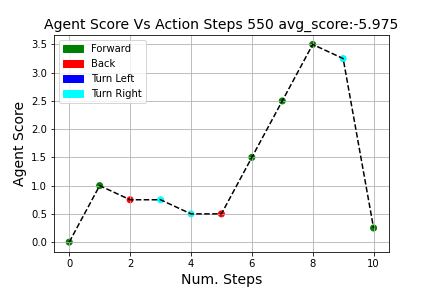 Agent Score Vs Action Steps 550 avg_score:-5.975
Agent Score
3.5
3.0
2.5
2.0
1.5
1.0
0.5
0.0
Forward
Back
Turn Left
Turn Right
0 2 4 6 8 10
Num. Steps